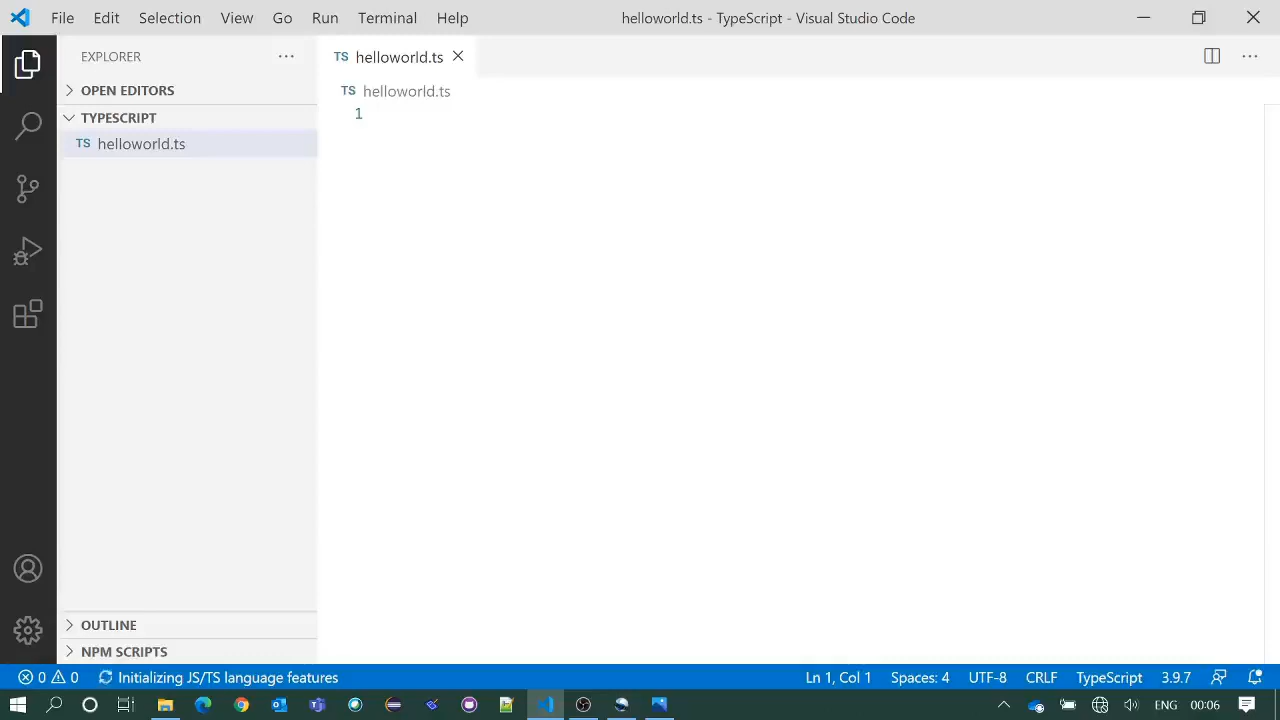 File Edit Selection View Go Run Terminal Help helloworld.ts - TypeScript - Visual Studio Code
EXPLORER
TS helloworld.ts
OPEN EDITORS
TS helloworld.ts
1
TYPESCRIPT
TS helloworld.ts
OUTLINE
NPM SCRIPTS
0 0 Initializing JS/TS language features Ln 1, Col 1 Spaces: 4 UTF-8 CRLF TypeScript 3.9.7
ENG 00:06